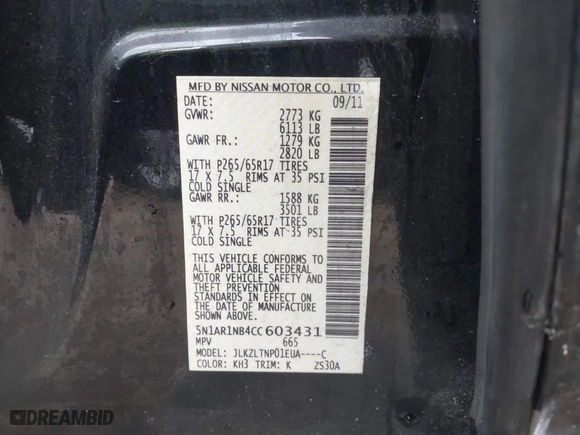 MFD BY NISSAN MOTOR CO., LTD.
DATE: 09/11
GVWR: 2773 KG
6113 LB
GAWR FR.: 1279 KG
2820 LB
WITH P265/65R17 TIRES
17 X 7.5 RIMS AT 35 PSI
COLD SINGLE
GAWR RR.: 1588 KG
3501 LB
WITH P265/65R17 TIRES
17 X 7.5 RIMS AT 35 PSI
COLD SINGLE
THIS VEHICLE CONFORMS TO
ALL APPLICABLE FEDERAL
MOTOR VEHICLE SAFETY AND
THEFT PREVENTION
STANDARDS IN EFFECT ON
THE DATE OF MANUFACTURE
SHOWN ABOVE.
5N1AR1NB4CC603431
MPV 665
MODEL: JLKZLTNP01EUA----C
COLOR: KH3 TRIM: K ZS30A
DREAMBID